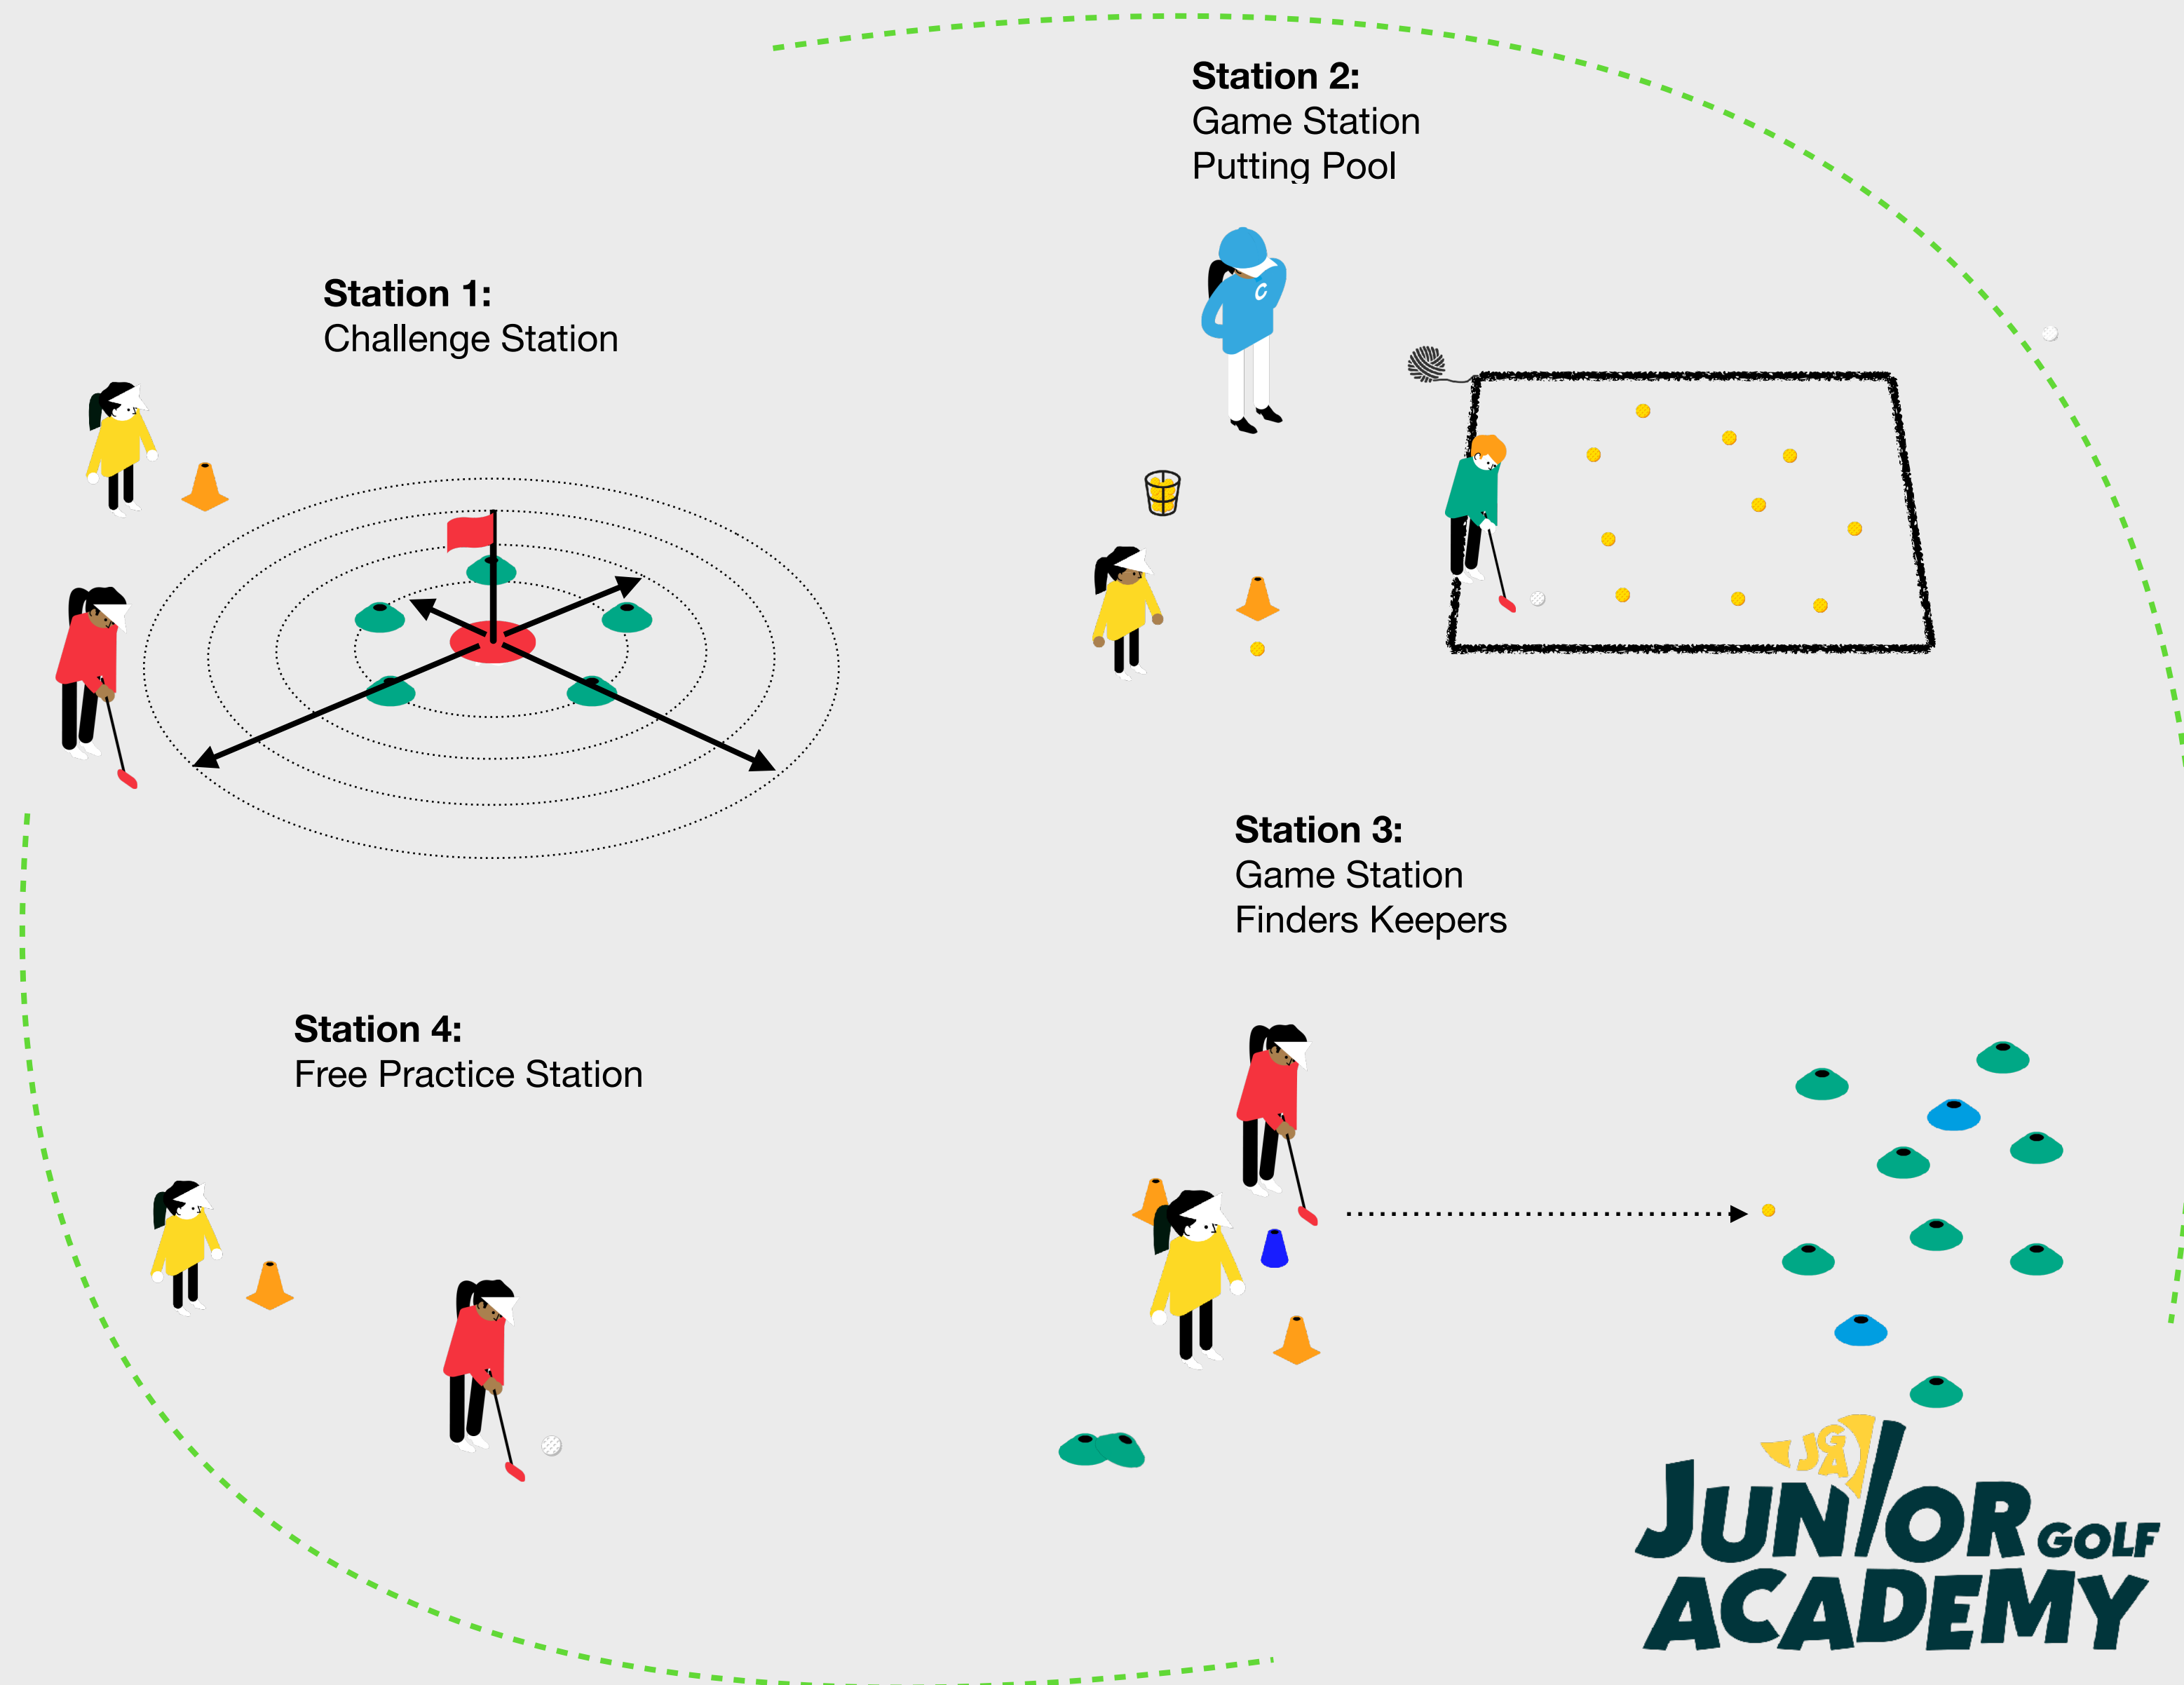 Station 2:
Game Station
Putting Pool
C
Station 1:
Challenge Station
Station 3:
Game Station
Finders Keepers
Station 4:
Free Practice Station
JGA
JUNIOR GOLF
ACADEMY